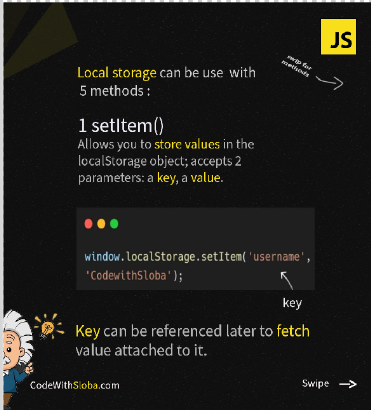 JS
swip for
methods
Local storage can be use with
5 methods :
1 setItem()
Allows you to store values in the
localStorage object; accepts 2
parameters: a key, a value.
window.localStorage.setItem('username',
'CodewithSloba');
key
Key can be referenced later to fetch
value attached to it.
CodeWithSloba.com
Swipe